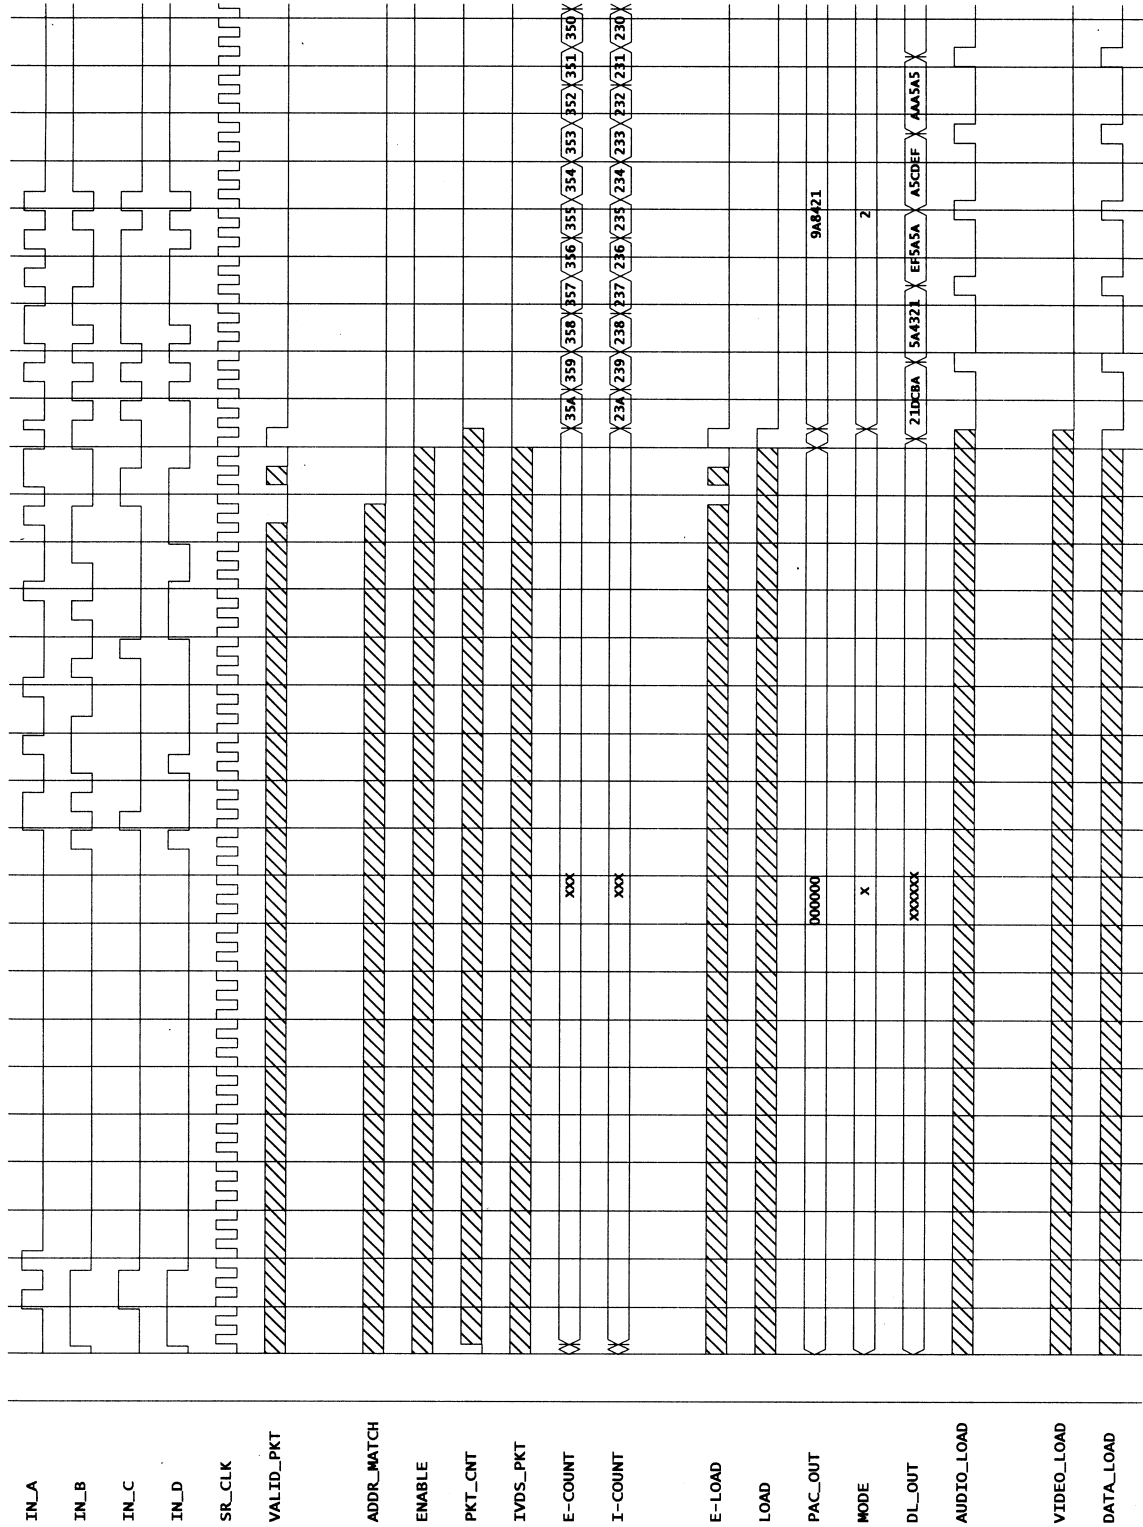 IN_A
IN_B
IN_C
IN_D
SR_CLK
VALID_PKT
ADDR_MATCH
ENABLE
PKT_CNT
IVDS_PKT
E-COUNT XXX 35A 359 358 357 356 355 354 353 352 351 350
I-COUNT XXX 23A 239 238 237 236 235 234 233 232 231 230
E-LOAD
LOAD
PAC_OUT 000000 9A8421
MODE X 2
DL_OUT XXXXXX 21DCBA 5A4321 EF5A5A A5CDEF AAA5A5
AUDIO_LOAD
VIDEO_LOAD
DATA_LOAD